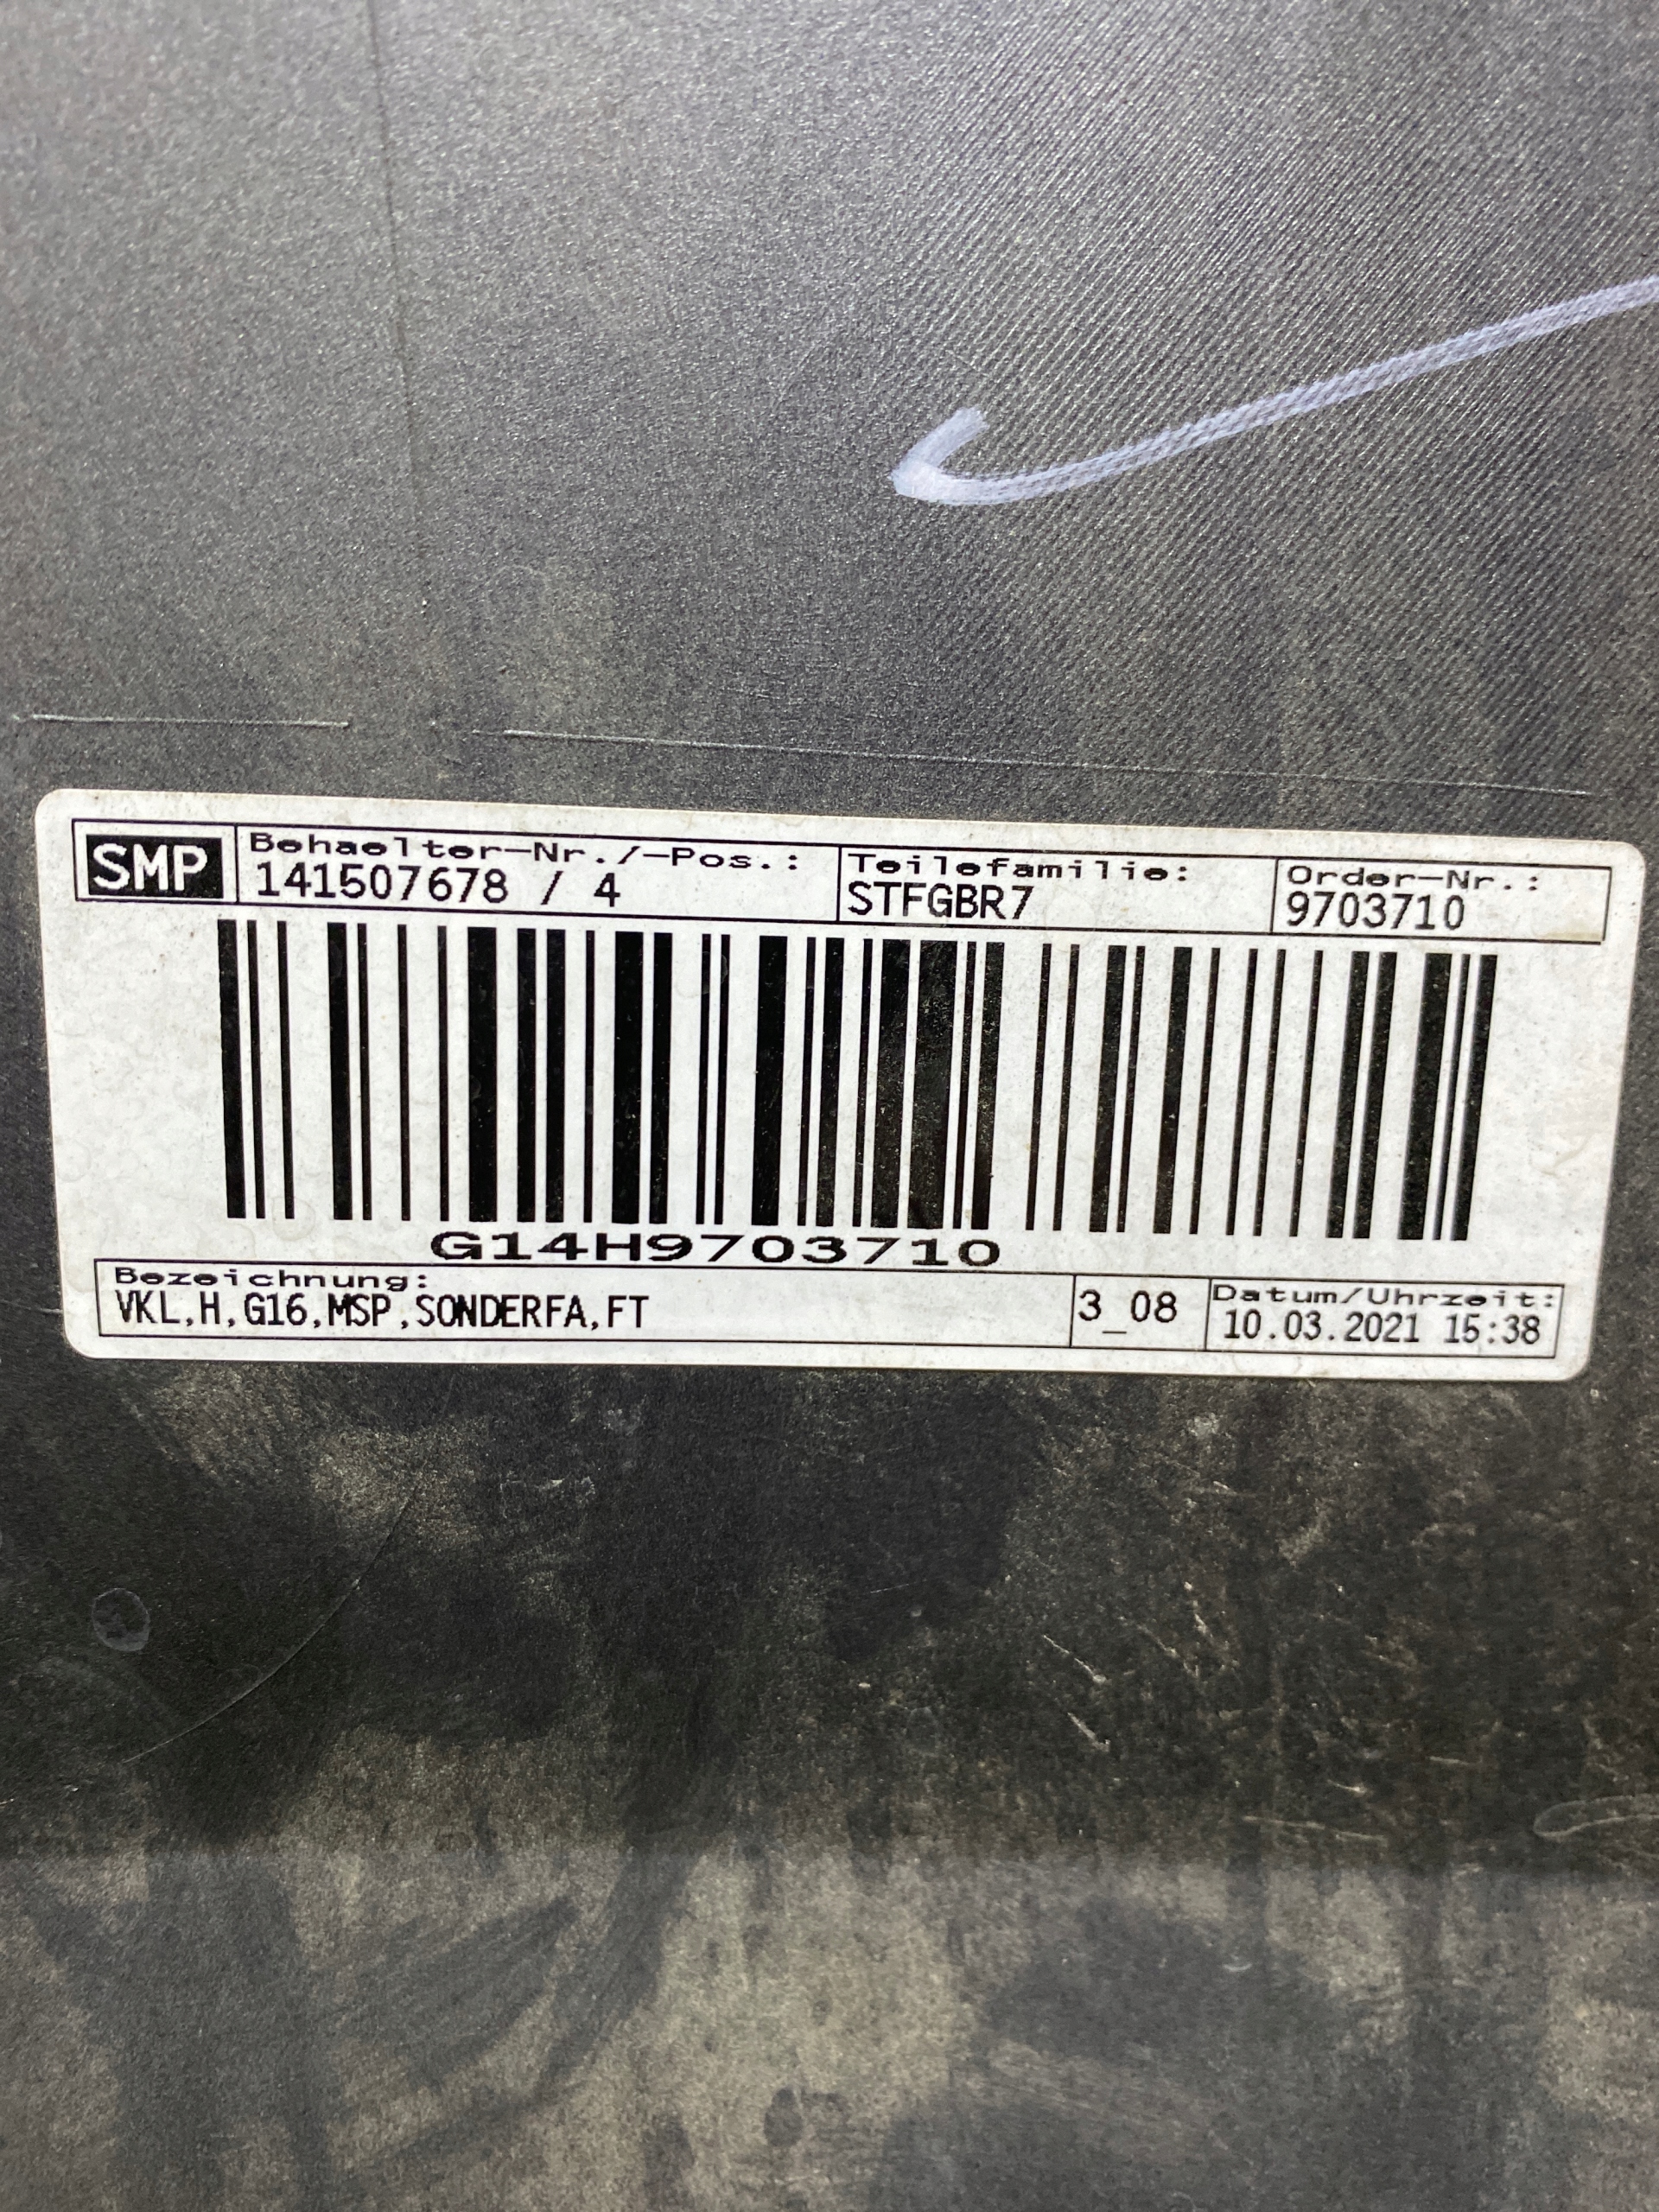 SMP
Behaelter-Nr./-Pos.:
141507678 / 4
Teilefamilie:
STFGBR7
Order-Nr.:
9703710
G14H9703710
Bezeichnung:
VKL,H,G16,MSP,SONDERFA,FT
3_08
Datum/Uhrzeit:
10.03.2021 15:38